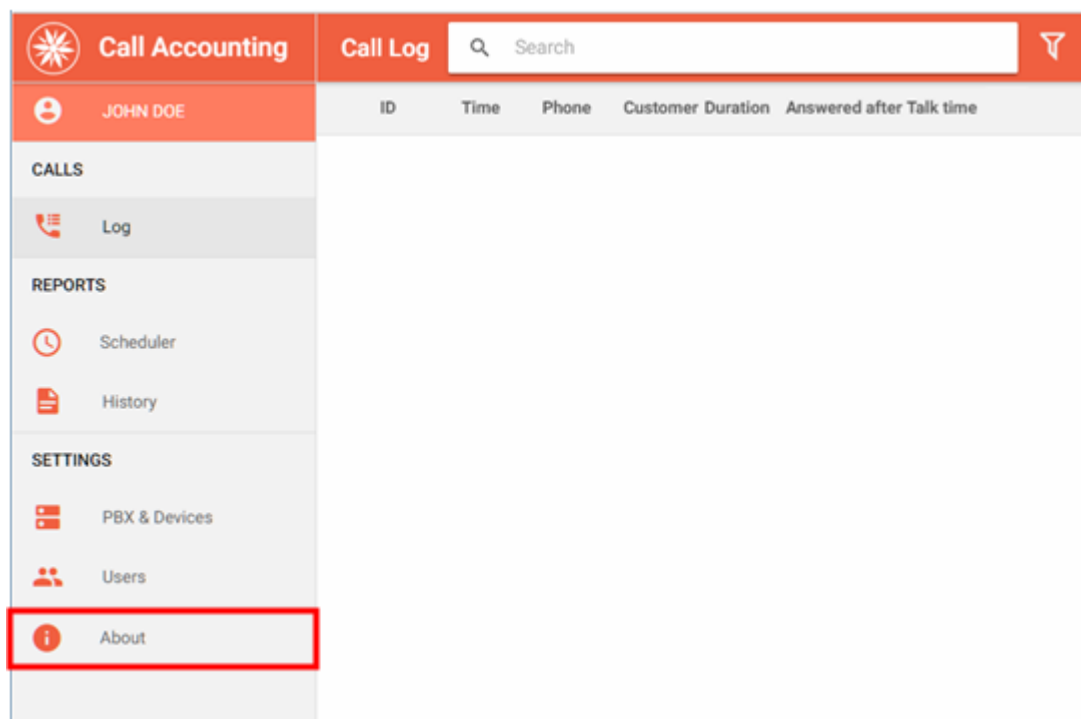 Call Accounting
Call Log
Search
JOHN DOE
ID Time Phone Customer Duration Answered after Talk time
CALLS
Log
REPORTS
Scheduler
History
SETTINGS
PBX & Devices
Users
About